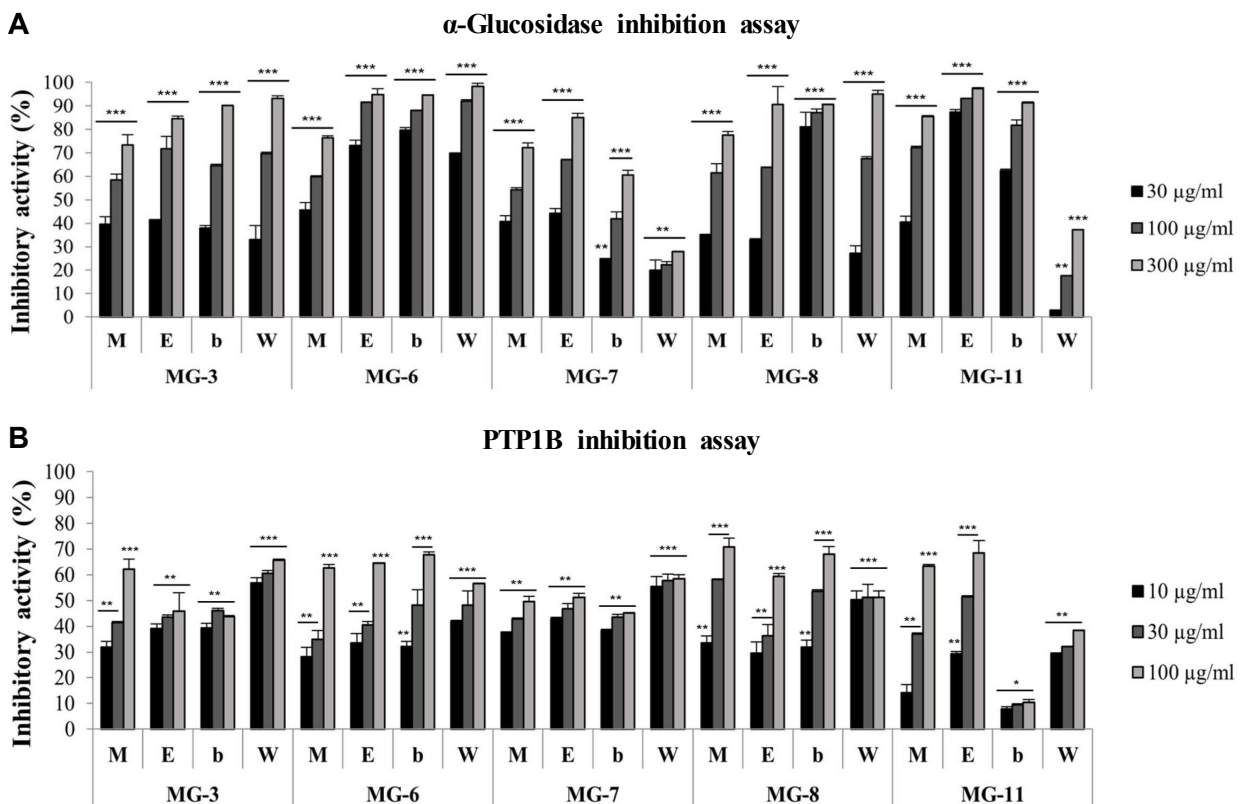 A
α-Glucosidase inhibition assay
Inhibitory activity (%)
100
90
80
70
60
50
40
30
20
10
0
*** *** *** *** *** *** *** *** *** *** ** *** ** *** *** *** *** *** *** *** ** ***
30 µg/ml
100 µg/ml
300 µg/ml
M E b W M E b W M E b W M E b W M E b W
MG-3 MG-6 MG-7 MG-8 MG-11
B
PTP1B inhibition assay
Inhibitory activity (%)
100
90
80
70
60
50
40
30
20
10
0
** *** ** ** *** ** *** ** *** ** *** *** ** ** ** *** ** *** ** *** ** *** *** ** *** ** *** * **
10 µg/ml
30 µg/ml
100 µg/ml
M E b W M E b W M E b W M E b W M E b W
MG-3 MG-6 MG-7 MG-8 MG-11